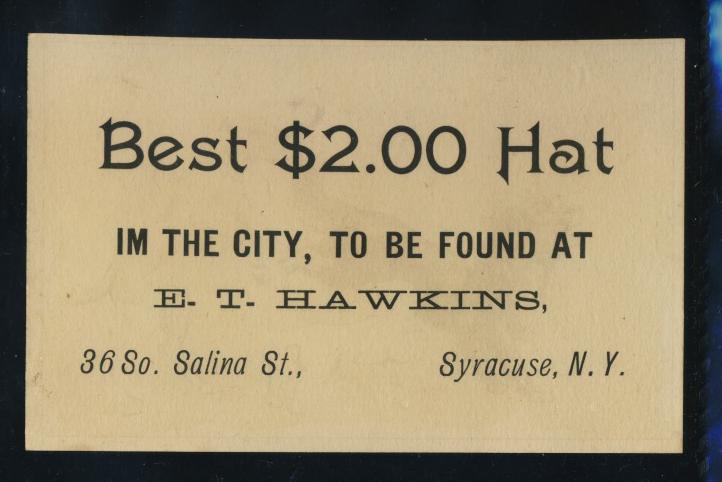 Best $2.00 Hat
IM THE CITY, TO BE FOUND AT
E. T. HAWKINS,
36 So. Salina St., Syracuse, N. Y.